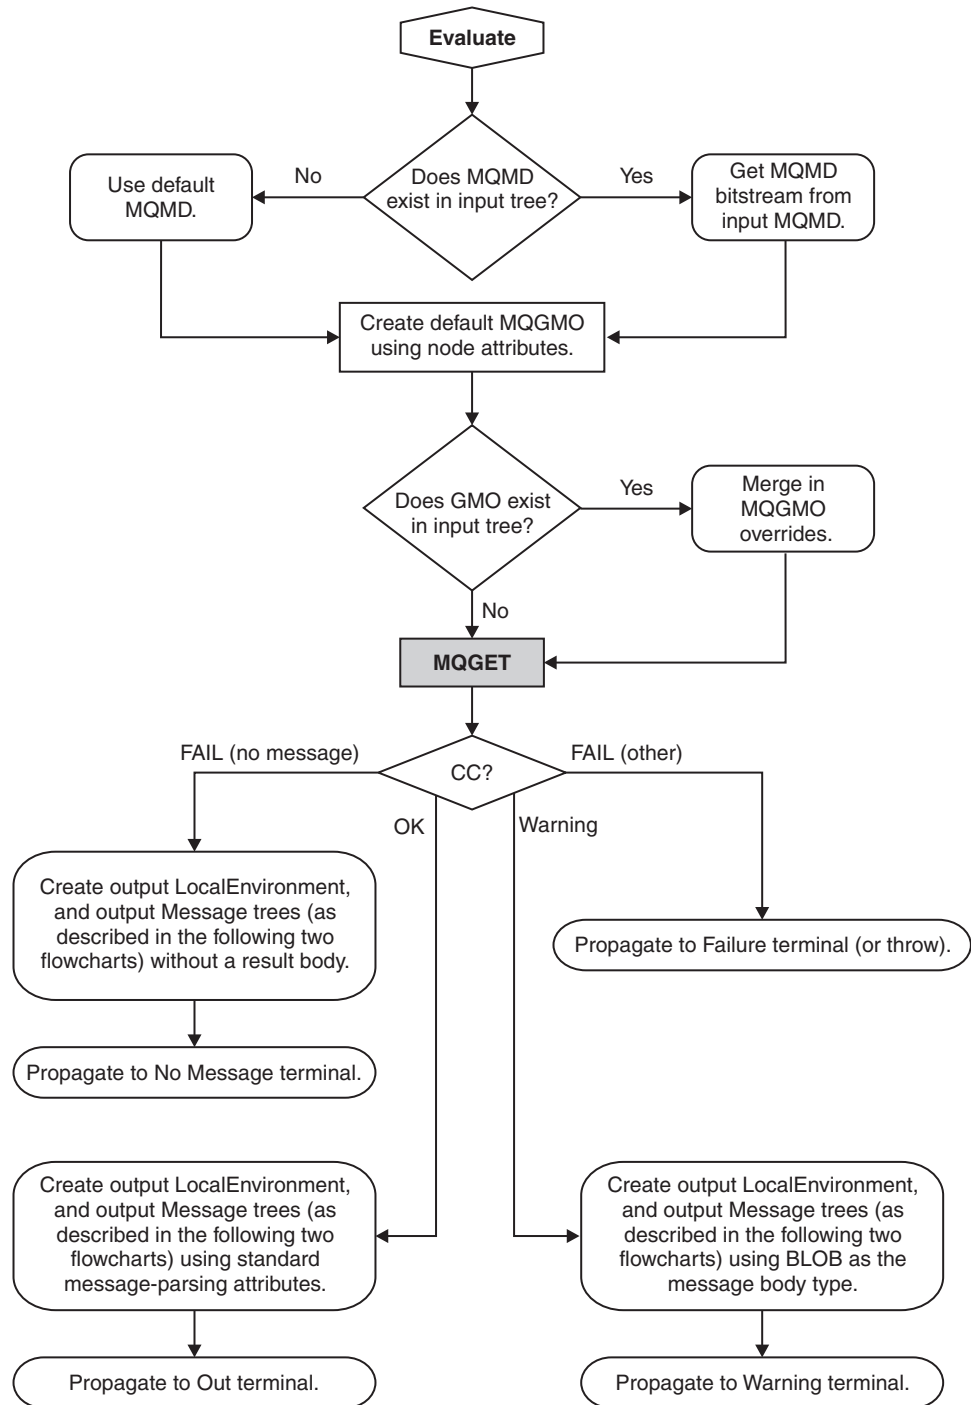 Evaluate
Does MQMD
exist in input tree?
No
Yes
Use default
MQMD.
Get MQMD
bitstream from
input MQMD.
Create default MQGMO
using node attributes.
Does GMO exist
in input tree?
Yes
Merge in
MQGMO
overrides.
No
MQGET
CC?
FAIL (no message)
FAIL (other)
OK
Warning
Create output LocalEnvironment,
and output Message trees (as
described in the following two
flowcharts) without a result body.
Propagate to Failure terminal (or throw).
Propagate to No Message terminal.
Create output LocalEnvironment,
and output Message trees (as
described in the following two
flowcharts) using standard
message-parsing attributes.
Create output LocalEnvironment,
and output Message trees (as
described in the following two
flowcharts) using BLOB as the
message body type.
Propagate to Out terminal.
Propagate to Warning terminal.